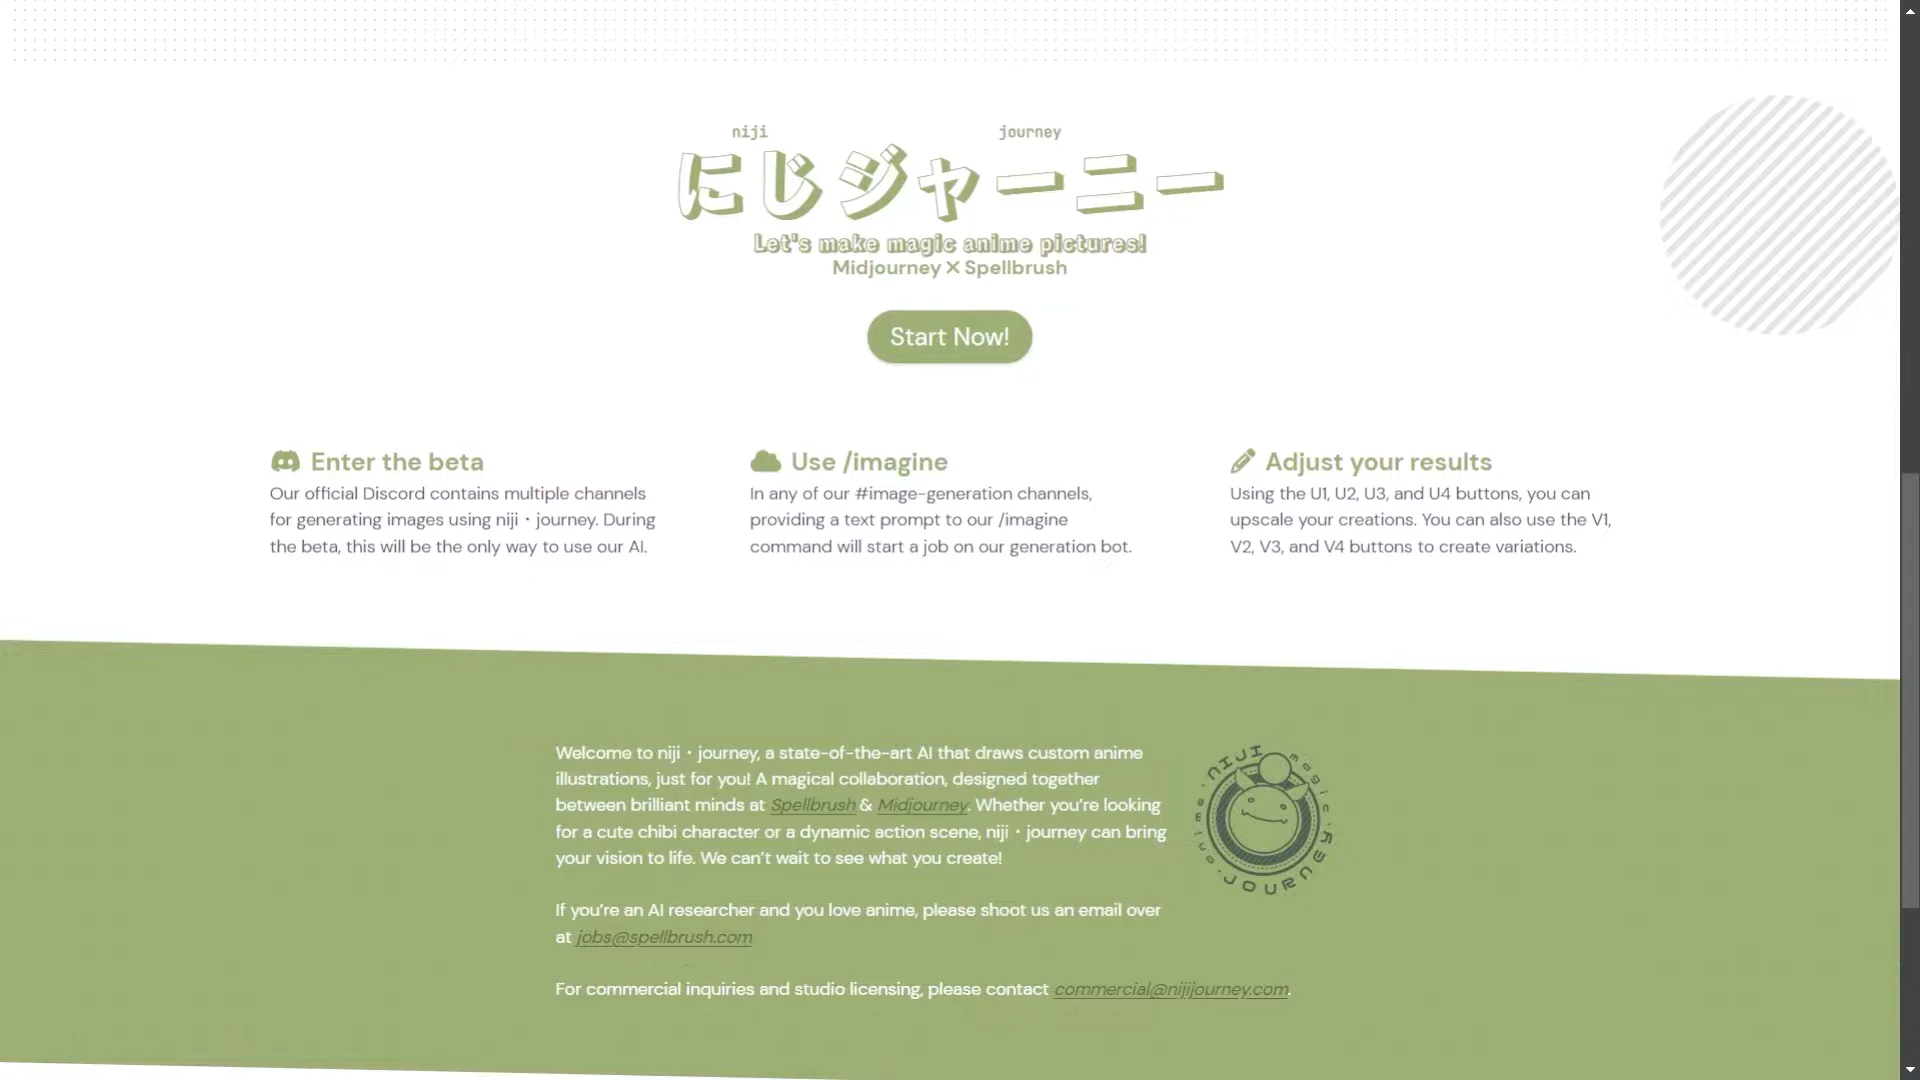 niji journey
にじジャーニー
Let's make magic anime pictures!
Midjourney × Spellbrush
Start Now!
Enter the beta
Our official Discord contains multiple channels
for generating images using niji・journey. During
the beta, this will be the only way to use our AI.
Use /imagine
In any of our #image-generation channels,
providing a text prompt to our /imagine
command will start a job on our generation bot.
Adjust your results
Using the U1, U2, U3, and U4 buttons, you can
upscale your creations. You can also use the V1,
V2, V3, and V4 buttons to create variations.
Welcome to niji・journey, a state-of-the-art AI that draws custom anime
illustrations, just for you! A magical collaboration, designed together
between brilliant minds at Spellbrush & Midjourney. Whether you're looking
for a cute chibi character or a dynamic action scene, niji・journey can bring
your vision to life. We can't wait to see what you create!
NIJI・magic・JOURNEY・anime・
If you're an AI researcher and you love anime, please shoot us an email over
at jobs@spellbrush.com
For commercial inquiries and studio licensing, please contact commercial@nijijourney.com.